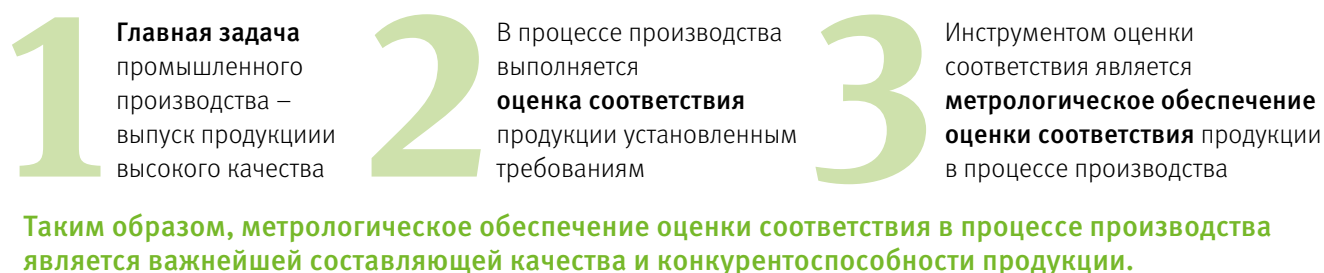 1
Главная задача
промышленного
производства –
выпуск продукциии
высокого качества
2
В процессе производства
выполняется
оценка соответствия
продукции установленным
требованиям
3
Инструментом оценки
соответствия является
метрологическое обеспечение
оценки соответствия продукции
в процессе производства
Таким образом, метрологическое обеспечение оценки соответствия в процессе производства
является важнейшей составляющей качества и конкурентоспособности продукции.